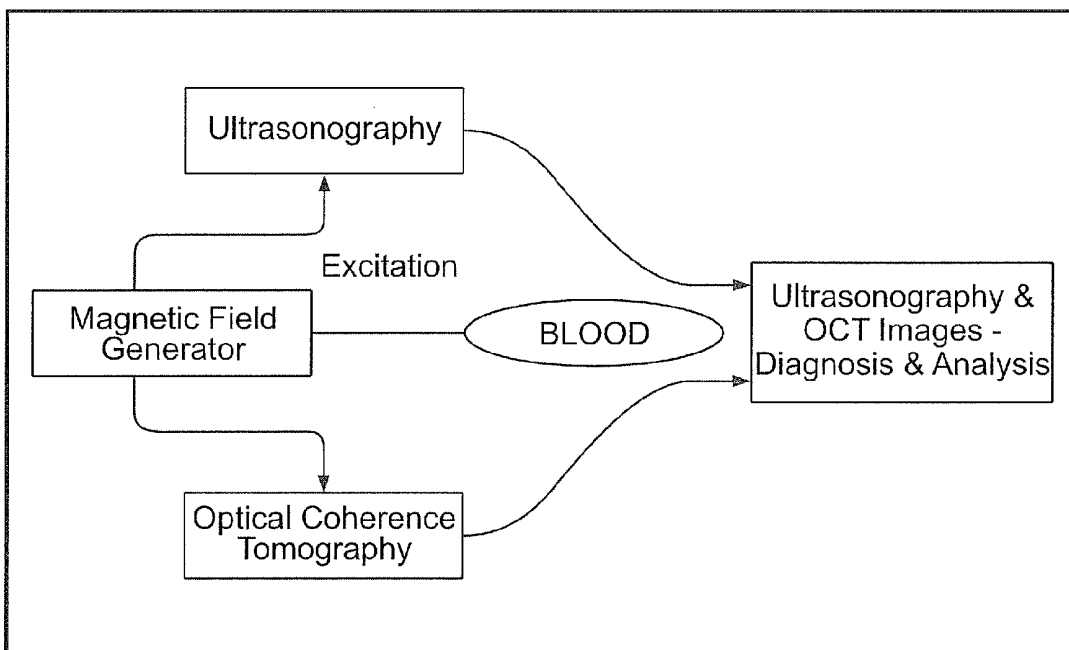 Ultrasonography
Excitation
Magnetic Field
Generator
BLOOD
Ultrasonography &
OCT Images -
Diagnosis & Analysis
Optical Coherence
Tomography